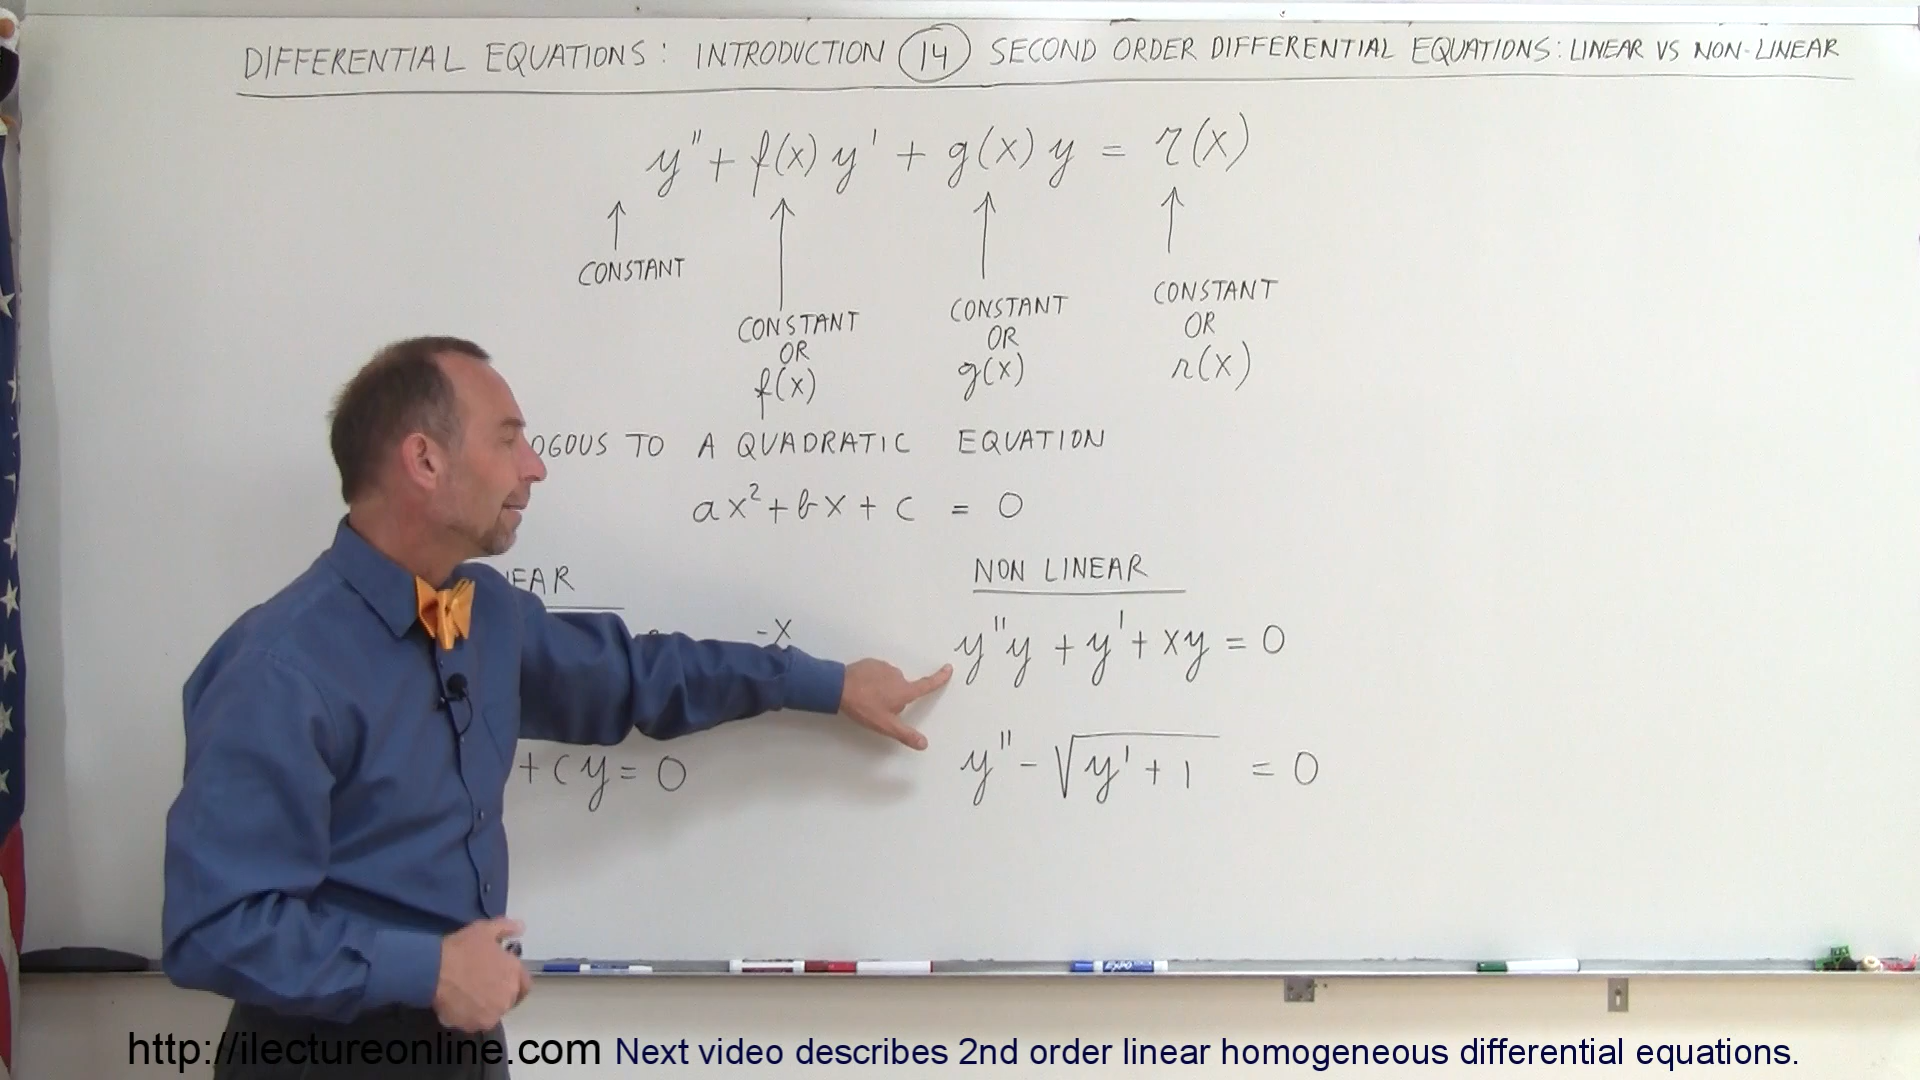 DIFFERENTIAL EQUATIONS: INTRODUCTION 14 SECOND ORDER DIFFERENTIAL EQUATIONS: LINEAR VS NON-LINEAR
y" + f(x) y' + g(x) y = r(x)
CONSTANT
CONSTANT
OR
f(x)
CONSTANT
OR
g(x)
CONSTANT
OR
r(x)
TO A QUADRATIC EQUATION
ax² + bx + c = 0
-x
+ cy = 0
NON LINEAR
y"y + y' + xy = 0
y" - √(y' + 1) = 0
EXPO
http://ilectureonline.com Next video describes 2nd order linear homogeneous differential equations.